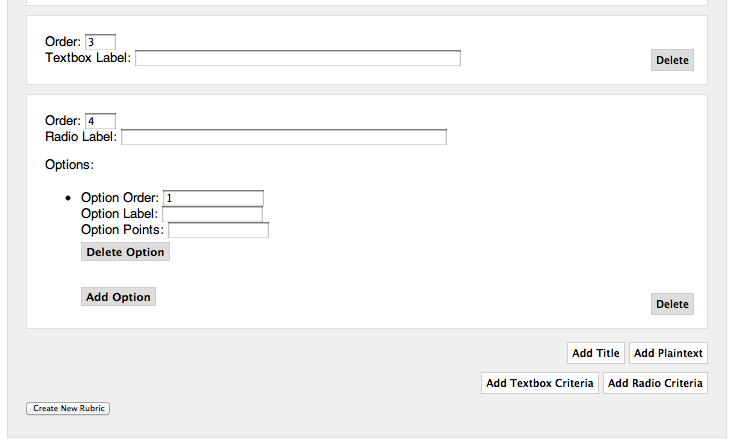 Order: 3
Textbox Label:
Delete
Order: 4
Radio Label:
Options:
• Option Order: 1
Option Label:
Option Points:
Delete Option
Add Option
Delete
Add Title Add Plaintext
Add Textbox Criteria Add Radio Criteria
Create New Rubric